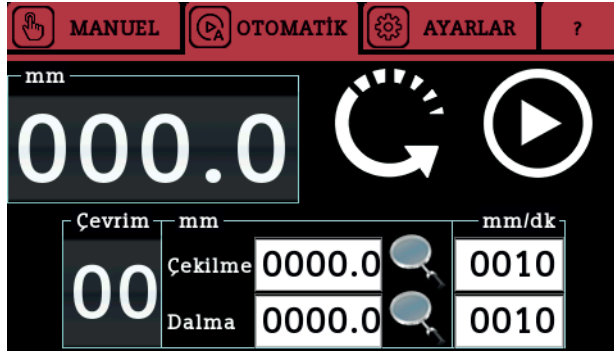 MANUEL OTOMATİK AYARLAR ?
A
mm
000.0
Çevrim mm mm/dk
00
Çekilme 0000.0 0010
Dalma 0000.0 0010